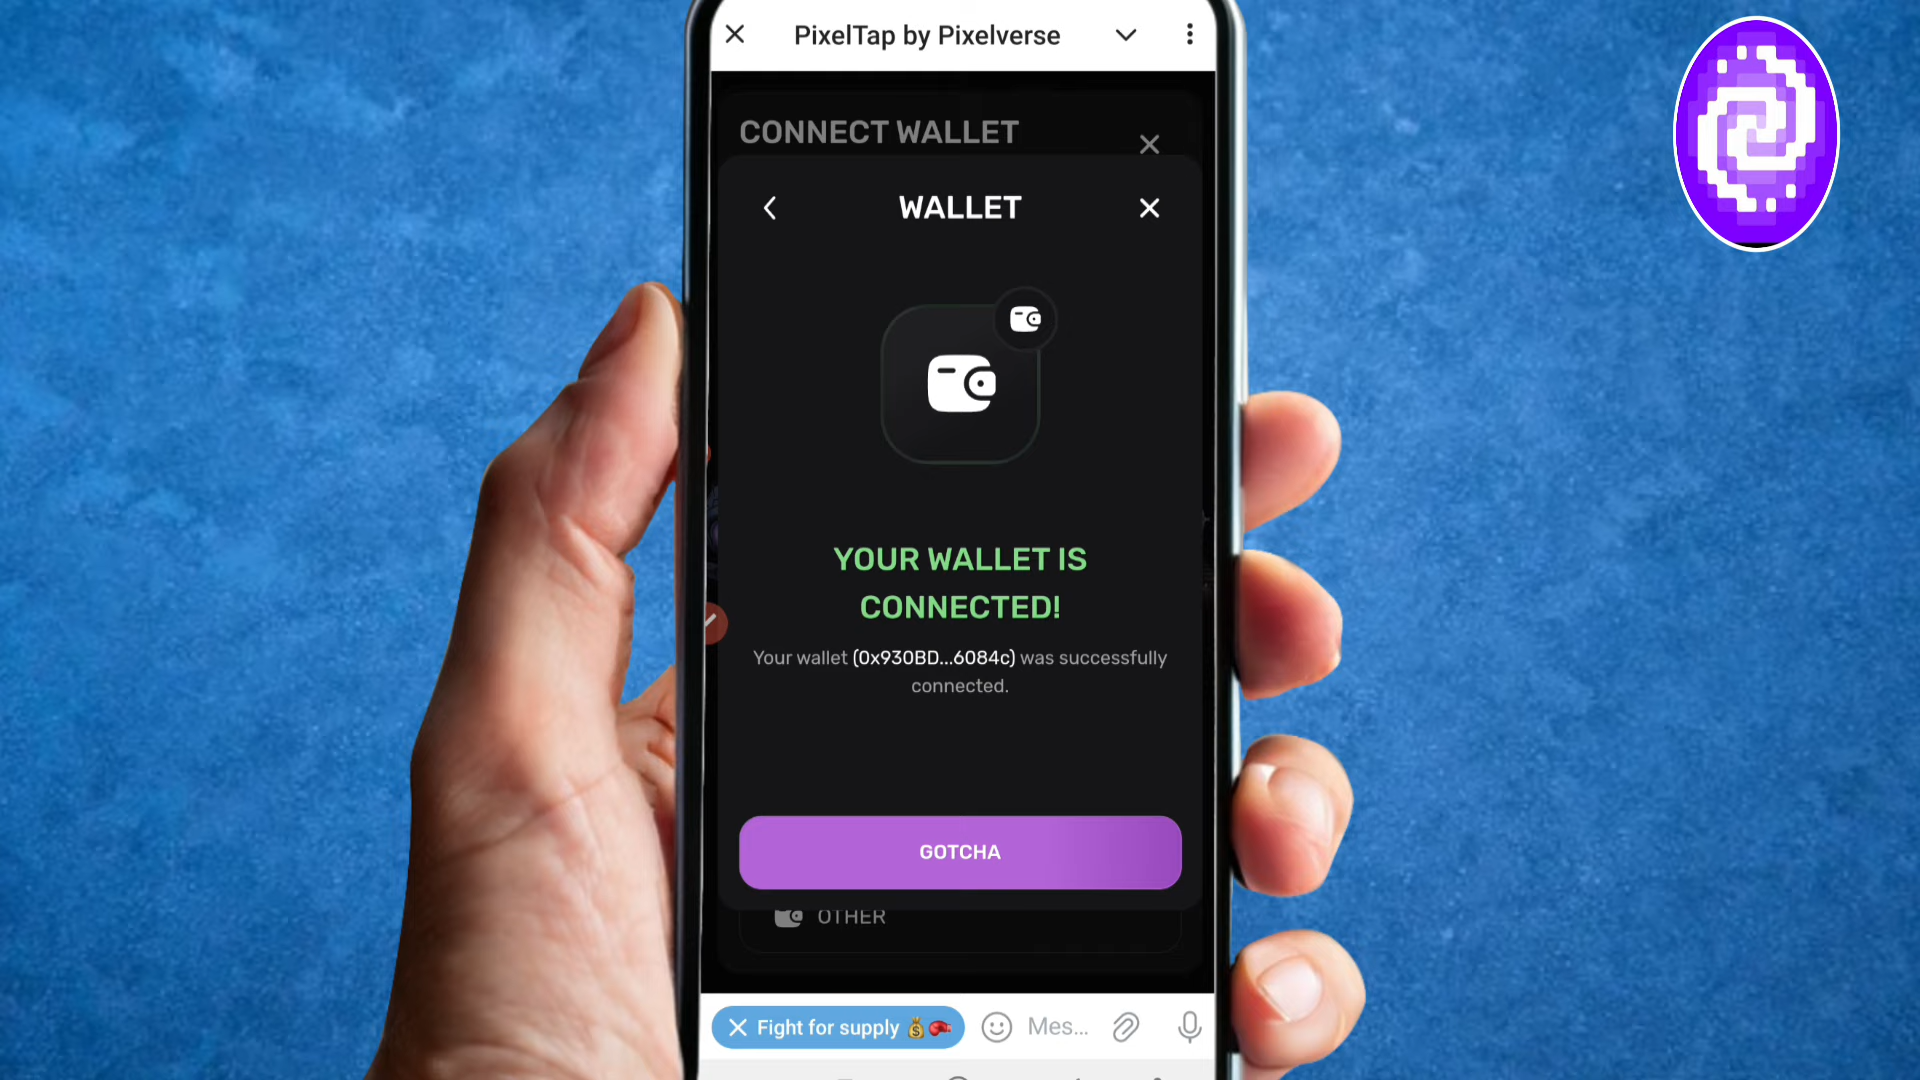 PixelTap by Pixelverse
CONNECT WALLET
WALLET
YOUR WALLET IS
CONNECTED!
Your wallet (0x930BD...6084c) was successfully
connected.
GOTCHA
OTHER
Fight for supply 💰🥊
Mes...